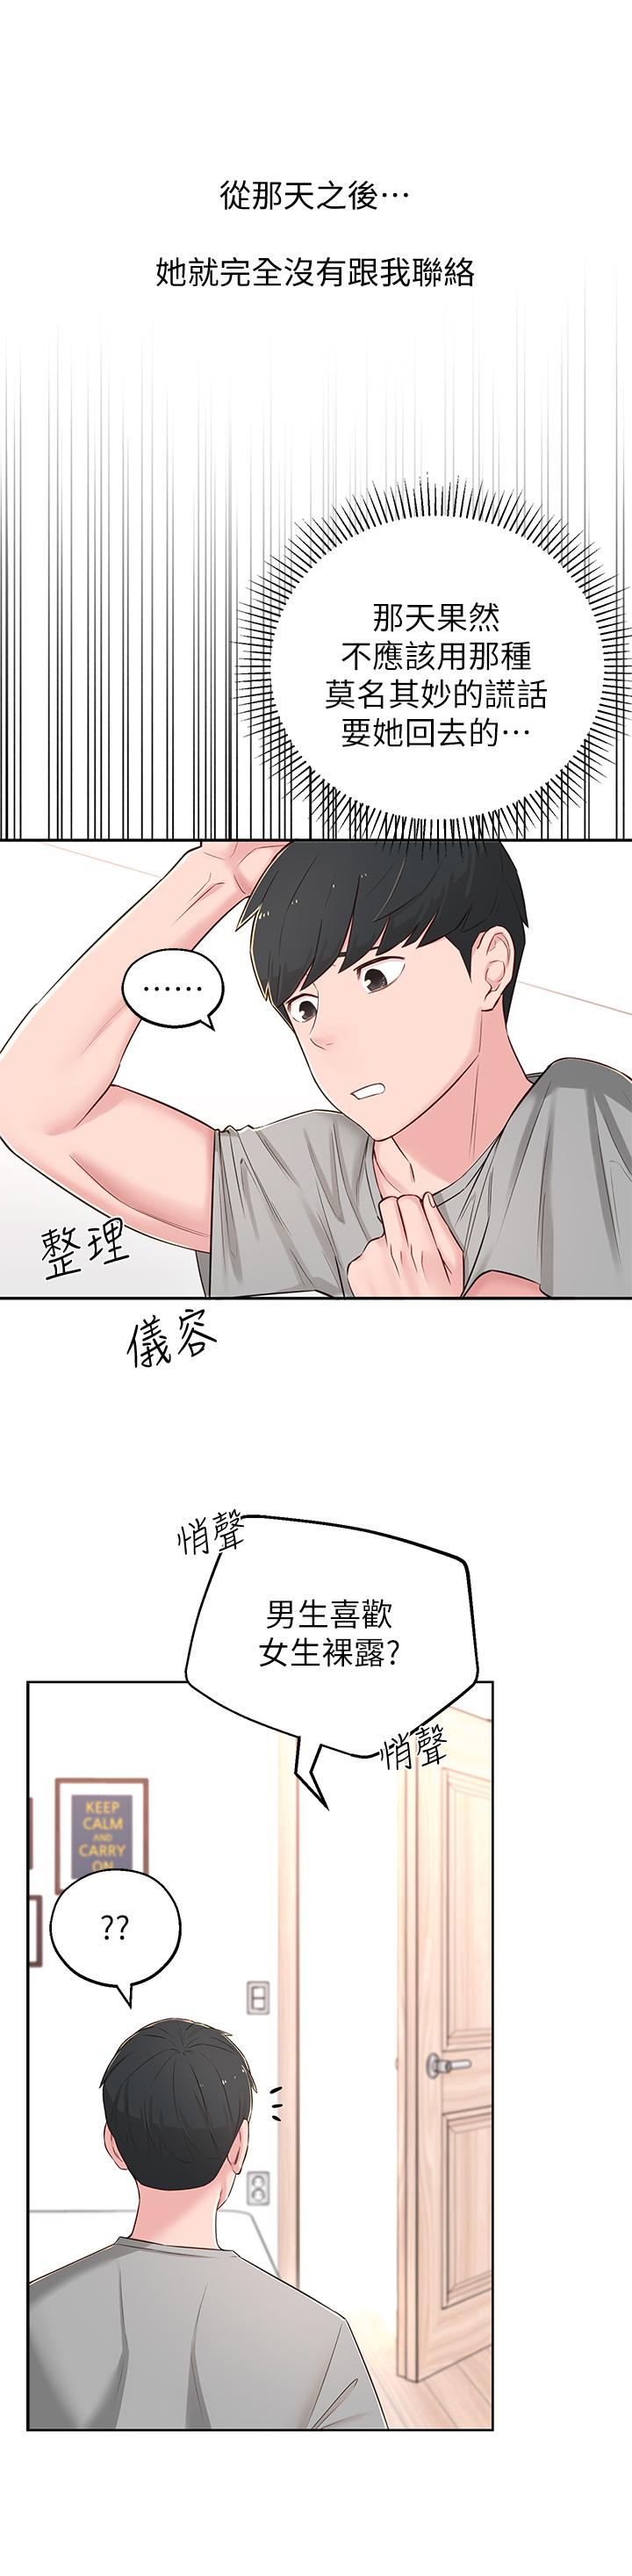 從那天之後⋯
她就完全沒有跟我聯絡
那天果然
不應該用那種
莫名其妙的謊話
要她回去的⋯
⋯⋯
整理
儀容
悄聲
男生喜歡
女生裸露?
悄聲
KEEP
CALM
AND
CARRY
ON
??